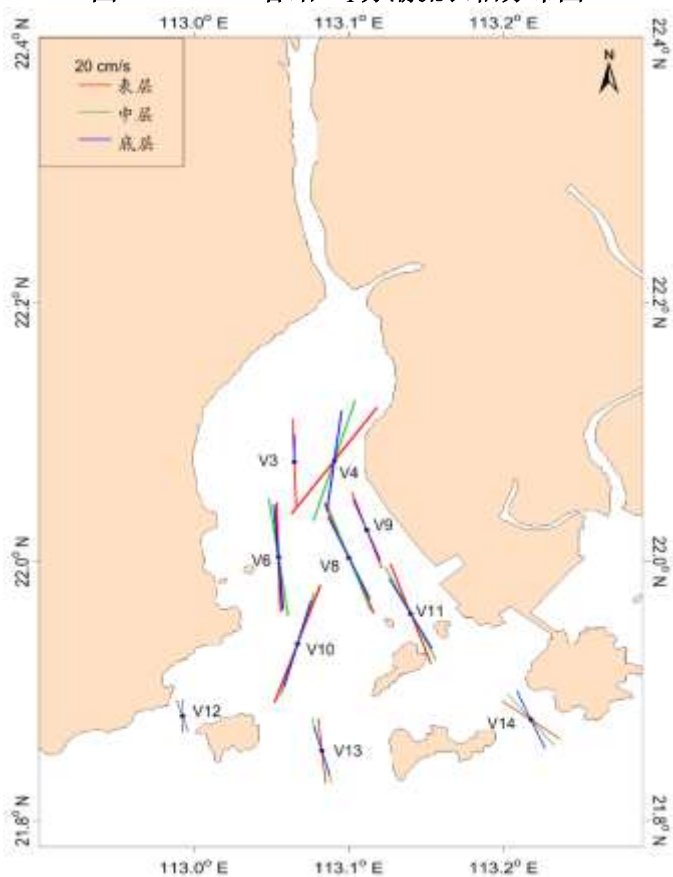 113.0° E 113.1° E 113.2° E
22.4° N 22.4° N
20 cm/s
表层
中层
底层
N
22.2° N 22.2° N
V3
V4
V9
V6 V8
22.0° N 22.0° N
V11
V10
V12
V14
V13
21.8° N 21.8° N
113.0° E 113.1° E 113.2° E